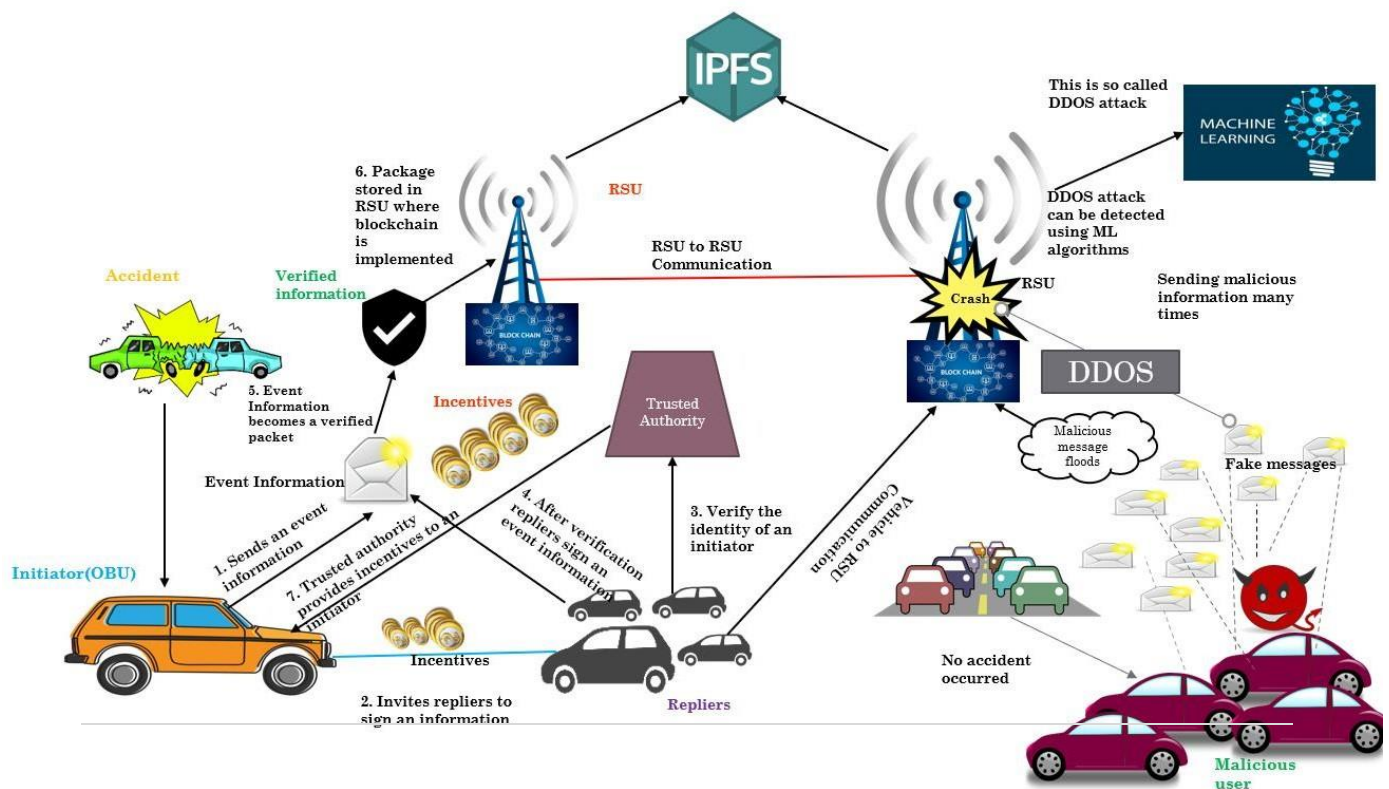 IPFS
This is so called
DDOS attack
MACHINE
LEARNING
6. Package
stored in
RSU where
blockchain
is
implemented
RSU
DDOS attack
can be detected
using ML
algorithms
RSU to RSU
Communication
Accident
Verified
information
Crash
RSU
Sending malicious
information many
times
BLOCK CHAIN
BLOCK CHAIN
DDOS
5. Event
Information
becomes a verified
packet
Incentives
Trusted
Authority
Malicious
message
floods
Fake messages
Event Information
1. Sends an event
information
7. Trusted authority
provides incentives to an
initiator
4. After verification
repliers sign an
event information
3. Verify the
identity of an
initiator
Vehicle to RSU
Communication
Initiator(OBU)
Incentives
No accident
occurred
2. Invites repliers to
sign an information
Repliers
Malicious
user